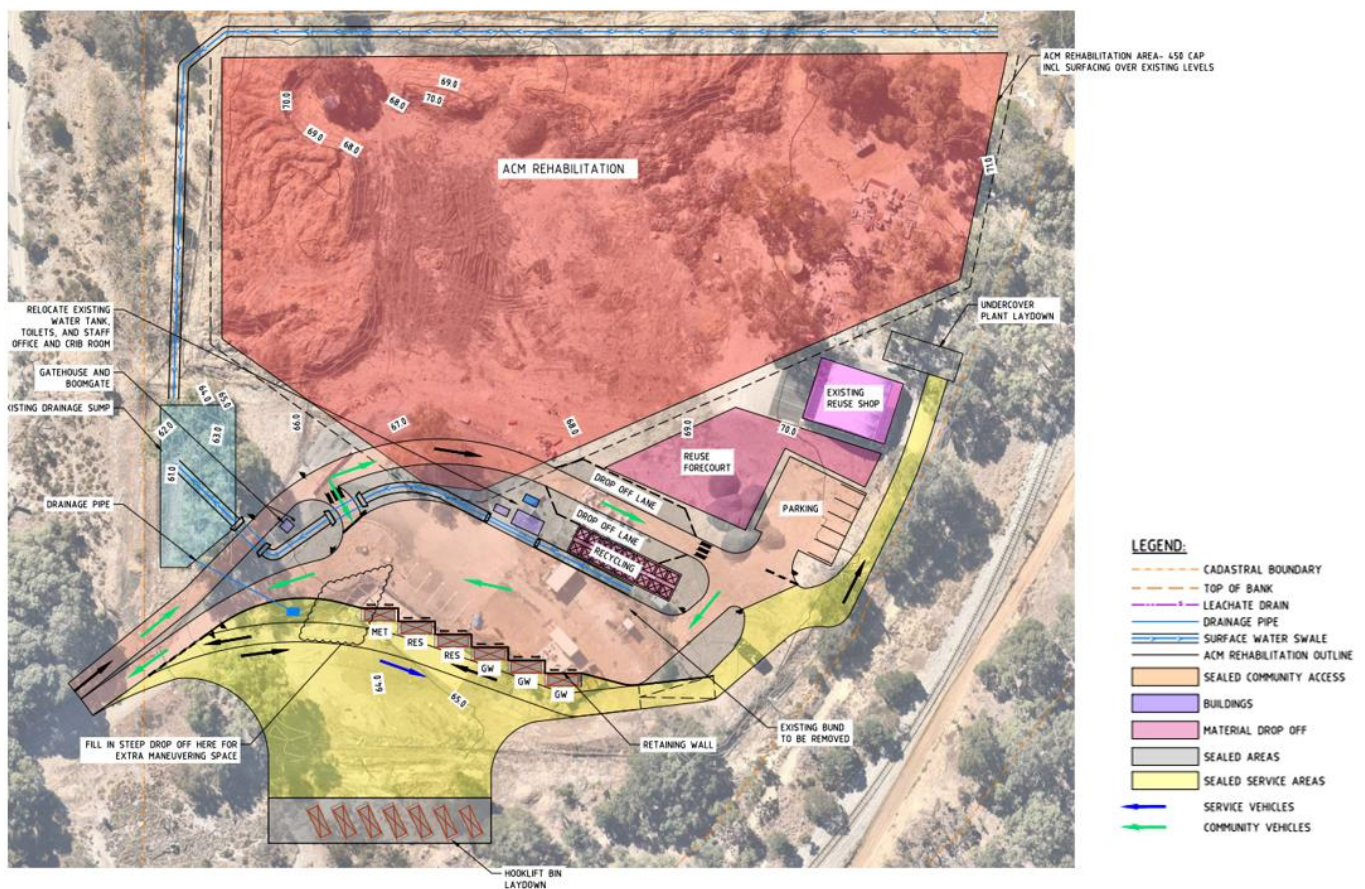 ACM REHABILITATION AREA- 450 CAP
INCL SURFACING OVER EXISTING LEVELS
69.0
70.0
68.0
70.0
69.0
68.0
71.0
ACM REHABILITATION
RELOCATE EXISTING
WATER TANK,
TOILETS, AND STAFF
OFFICE AND CRIB ROOM
UNDERCOVER
PLANT LAYDOWN
GATEHOUSE AND
BOOMGATE
XISTING DRAINAGE SUMP
64.0
65.0
62.0
63.0
61.0
66.0
67.0
68.0
69.0
70.0
EXISTING
REUSE SHOP
REUSE
FORECOURT
DROP OFF LANE
DROP OFF LANE
RECYCLING
PARKING
DRAINAGE PIPE
MET
RES
RES
GW
GW
GW
64.0
65.0
FILL IN STEEP DROP OFF HERE FOR
EXTRA MANEUVERING SPACE
RETAINING WALL
EXISTING BUND
TO BE REMOVED
HOOKLIFT BIN
LAYDOWN
LEGEND:
CADASTRAL BOUNDARY
TOP OF BANK
LEACHATE DRAIN
DRAINAGE PIPE
SURFACE WATER SWALE
ACM REHABILITATION OUTLINE
SEALED COMMUNITY ACCESS
BUILDINGS
MATERIAL DROP OFF
SEALED AREAS
SEALED SERVICE AREAS
SERVICE VEHICLES
COMMUNITY VEHICLES